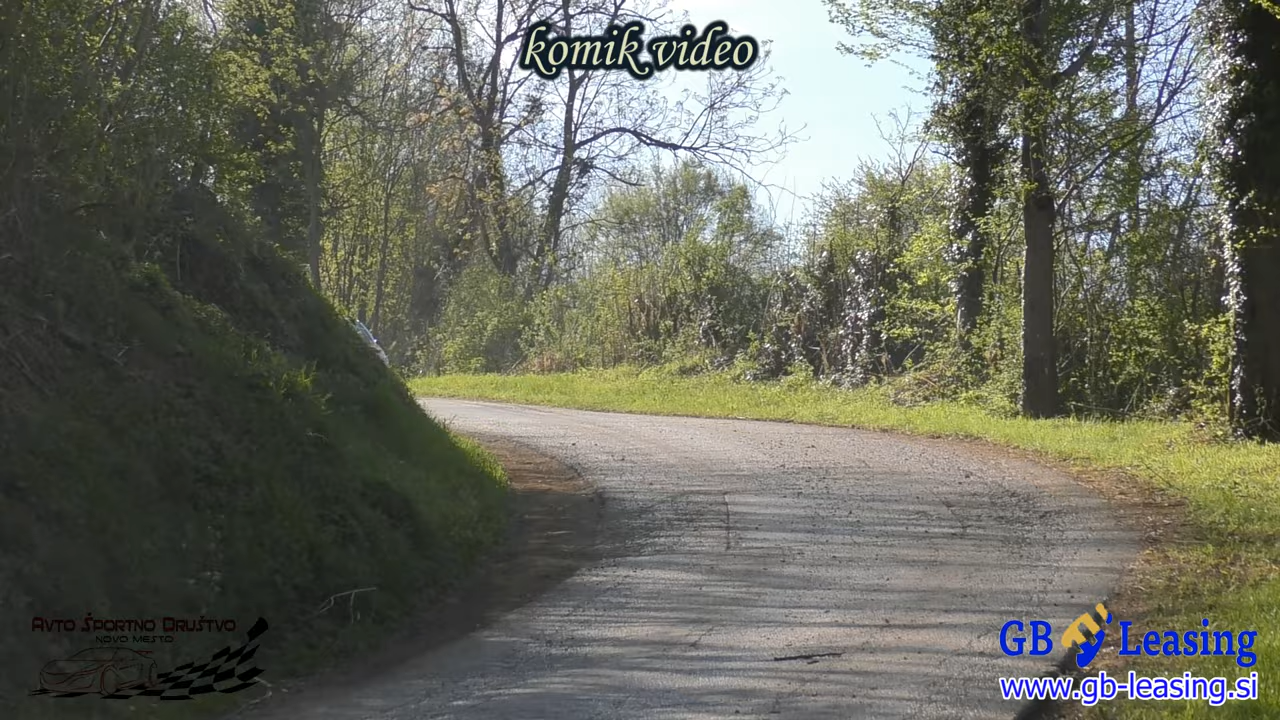 komik video
AVTO ŠPORTNO DRUŠTVO
NOVO MESTO
GB Leasing
www.gb-leasing.si